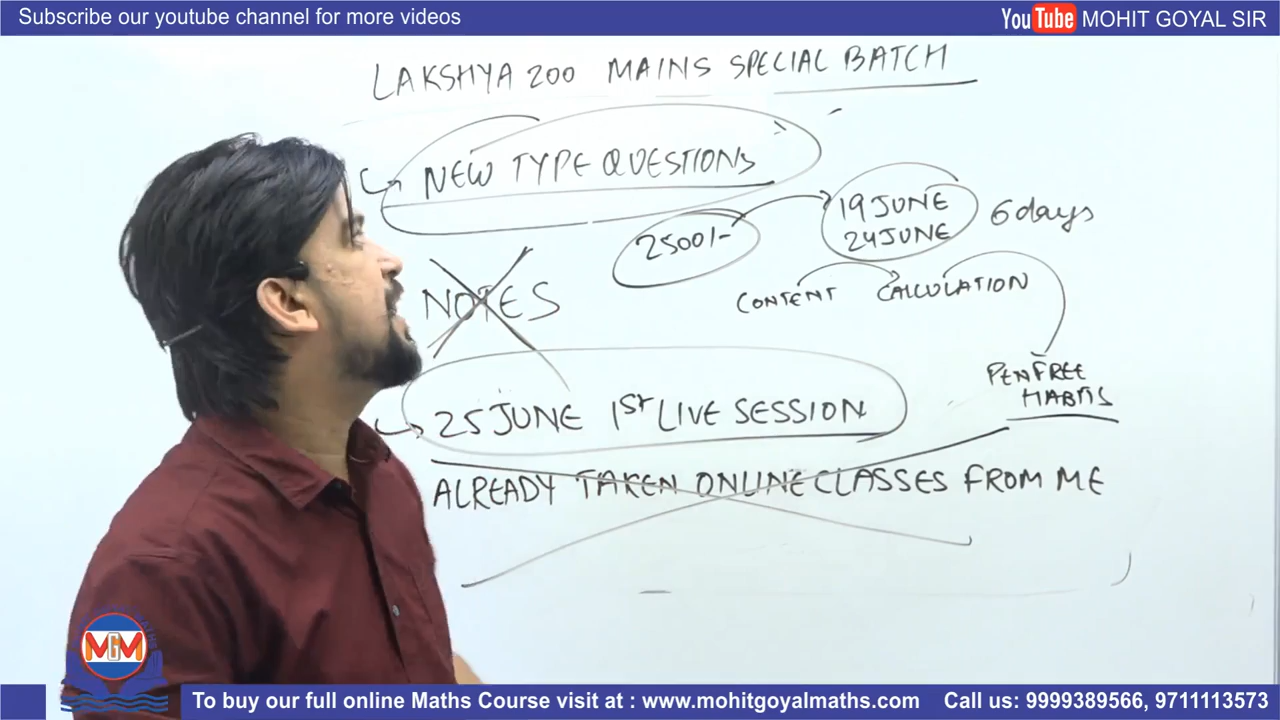 Subscribe our youtube channel for more videos
YouTube MOHIT GOYAL SIR
LAKSHYA 200 MAINS SPECIAL BATCH
NEW TYPE QUESTIONS
2500/-
19 JUNE
24 JUNE
6 days
NOTES
CONTENT CALCULATION
PENFREE
HABITS
25 JUNE 1ST LIVE SESSION
ALREADY TAKEN ONLINE CLASSES FROM ME
MGM
To buy our full online Maths Course visit at : www.mohitgoyalmaths.com Call us: 9999389566, 9711113573